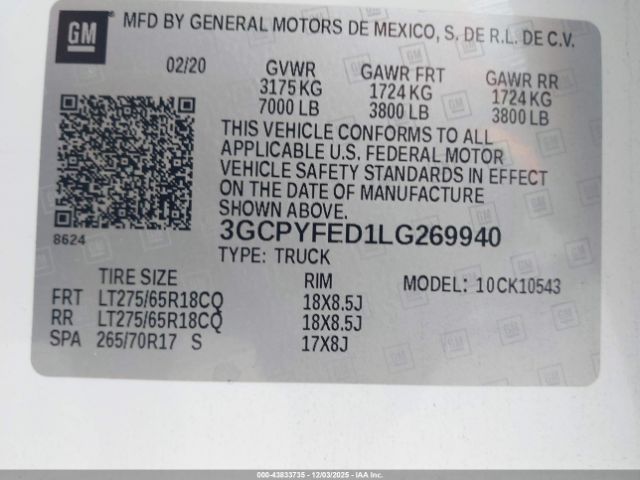 GM
MFD BY GENERAL MOTORS DE MEXICO, S. DE R.L. DE C.V.
02/20 GVWR GAWR FRT GAWR RR
3175 KG 1724 KG 1724 KG
7000 LB 3800 LB 3800 LB
THIS VEHICLE CONFORMS TO ALL
APPLICABLE U.S. FEDERAL MOTOR
VEHICLE SAFETY STANDARDS IN EFFECT
ON THE DATE OF MANUFACTURE
SHOWN ABOVE.
8624
3GCPYFED1LG269940
TYPE: TRUCK
TIRE SIZE RIM MODEL: 10CK10543
FRT LT275/65R18CQ 18X8.5J
RR LT275/65R18CQ 18X8.5J
SPA 265/70R17 S 17X8J
000-43833735 - 12/03/2025 - IAA Inc.